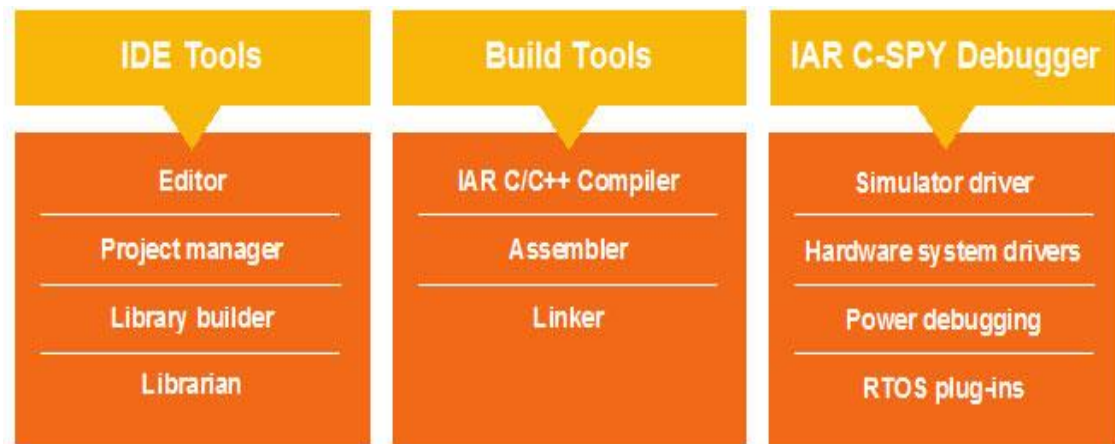 IDE Tools
Editor
Project manager
Library builder
Librarian
Build Tools
IAR C/C++ Compiler
Assembler
Linker
IAR C-SPY Debugger
Simulator driver
Hardware system drivers
Power debugging
RTOS plug-ins